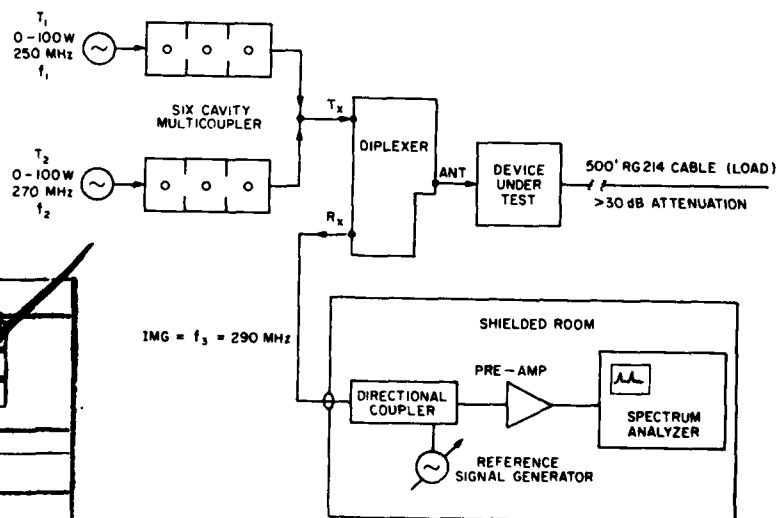 T1
0-100W
250 MHz
f1
SIX CAVITY
MULTICOUPLER
T2
0-100W
270 MHz
f2
Tx
DIPLEXER
Rx
ANT
DEVICE
UNDER
TEST
500' RG214 CABLE (LOAD)
>30 dB ATTENUATION
IMG = f3 = 290 MHz
SHIELDED ROOM
DIRECTIONAL
COUPLER
PRE-AMP
SPECTRUM
ANALYZER
REFERENCE
SIGNAL GENERATOR